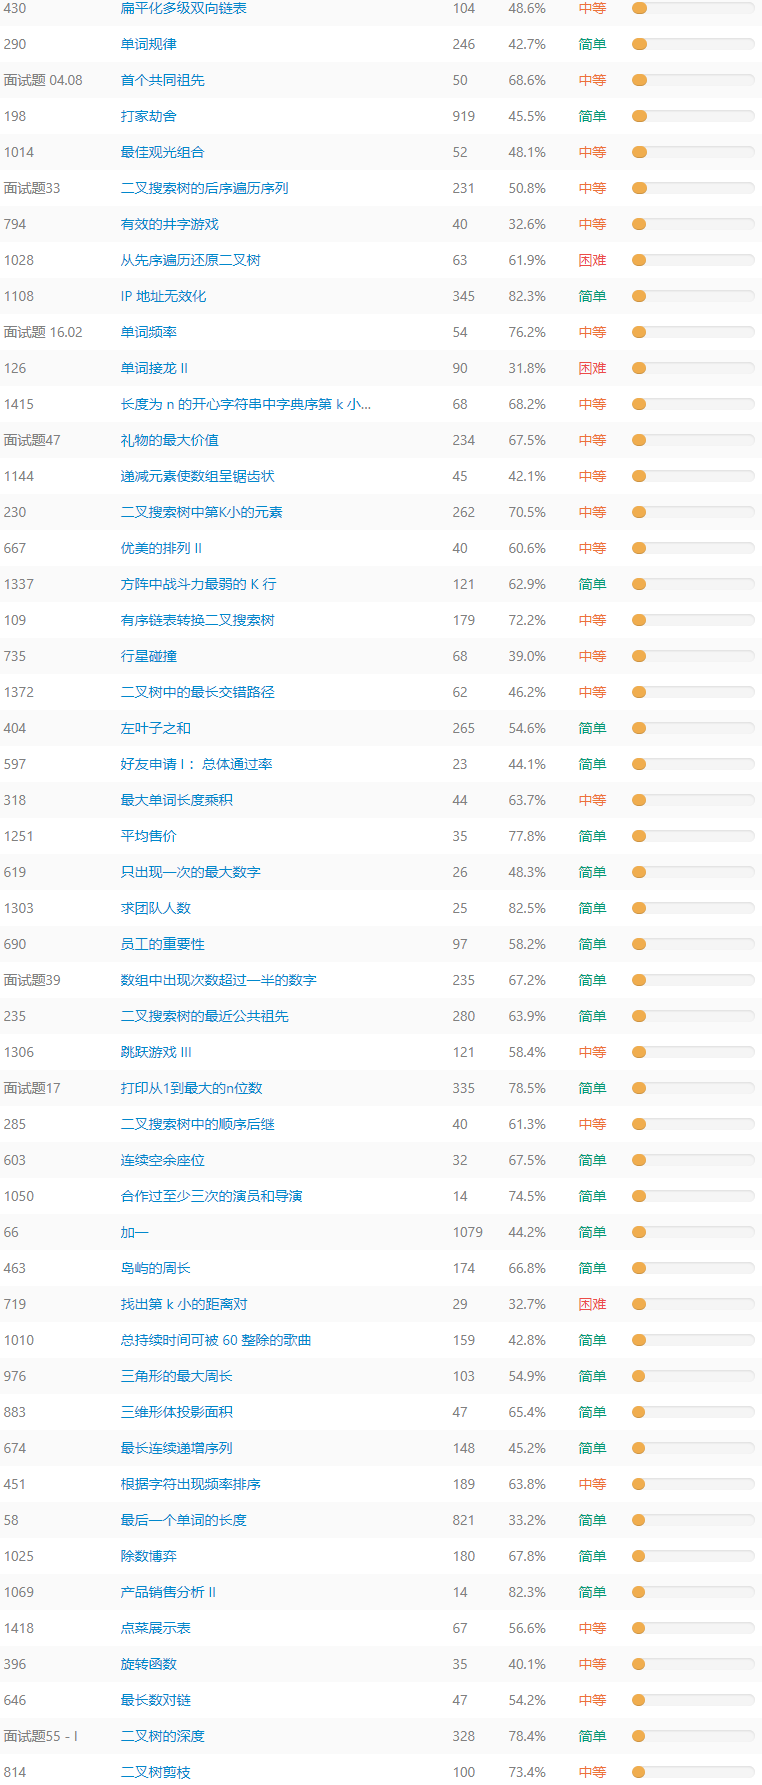 430 扁平化多级双向链表 104 48.6% 中等
290 单词规律 246 42.7% 简单
面试题 04.08 首个共同祖先 50 68.6% 中等
198 打家劫舍 919 45.5% 简单
1014 最佳观光组合 52 48.1% 中等
面试题33 二叉搜索树的后序遍历序列 231 50.8% 中等
794 有效的井字游戏 40 32.6% 中等
1028 从先序遍历还原二叉树 63 61.9% 困难
1108 IP 地址无效化 345 82.3% 简单
面试题 16.02 单词频率 54 76.2% 中等
126 单词接龙 II 90 31.8% 困难
1415 长度为 n 的开心字符串中字典序第 k 小... 68 68.2% 中等
面试题47 礼物的最大价值 234 67.5% 中等
1144 递减元素使数组呈锯齿状 45 42.1% 中等
230 二叉搜索树中第K小的元素 262 70.5% 中等
667 优美的排列 II 40 60.6% 中等
1337 方阵中战斗力最弱的 K 行 121 62.9% 简单
109 有序链表转换二叉搜索树 179 72.2% 中等
735 行星碰撞 68 39.0% 中等
1372 二叉树中的最长交错路径 62 46.2% 中等
404 左叶子之和 265 54.6% 简单
597 好友申请 I ：总体通过率 23 44.1% 简单
318 最大单词长度乘积 44 63.7% 中等
1251 平均售价 35 77.8% 简单
619 只出现一次的最大数字 26 48.3% 简单
1303 求团队人数 25 82.5% 简单
690 员工的重要性 97 58.2% 简单
面试题39 数组中出现次数超过一半的数字 235 67.2% 简单
235 二叉搜索树的最近公共祖先 280 63.9% 简单
1306 跳跃游戏 III 121 58.4% 中等
面试题17 打印从1到最大的n位数 335 78.5% 简单
285 二叉搜索树中的顺序后继 40 61.3% 中等
603 连续空余座位 32 67.5% 简单
1050 合作过至少三次的演员和导演 14 74.5% 简单
66 加一 1079 44.2% 简单
463 岛屿的周长 174 66.8% 简单
719 找出第 k 小的距离对 29 32.7% 困难
1010 总持续时间可被 60 整除的歌曲 159 42.8% 简单
976 三角形的最大周长 103 54.9% 简单
883 三维形体投影面积 47 65.4% 简单
674 最长连续递增序列 148 45.2% 简单
451 根据字符出现频率排序 189 63.8% 中等
58 最后一个单词的长度 821 33.2% 简单
1025 除数博弈 180 67.8% 简单
1069 产品销售分析 II 14 82.3% 简单
1418 点菜展示表 67 56.6% 中等
396 旋转函数 35 40.1% 中等
646 最长数对链 47 54.2% 中等
面试题55 - I 二叉树的深度 328 78.4% 简单
814 二叉树剪枝 100 73.4% 中等